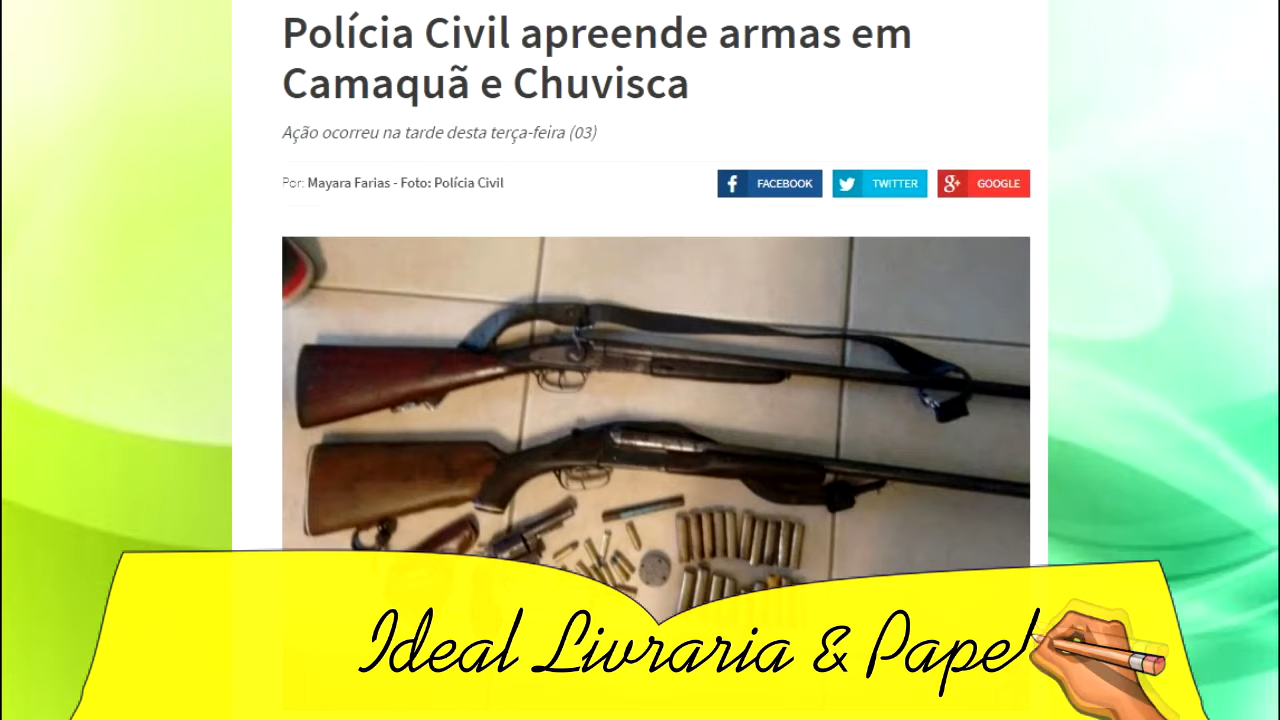 Polícia Civil apreende armas em
Camaquã e Chuvisca
Ação ocorreu na tarde desta terça-feira (03)
Por: Mayara Farias - Foto: Polícia Civil
FACEBOOK
TWITTER
GOOGLE
Ideal Livraria & Papel